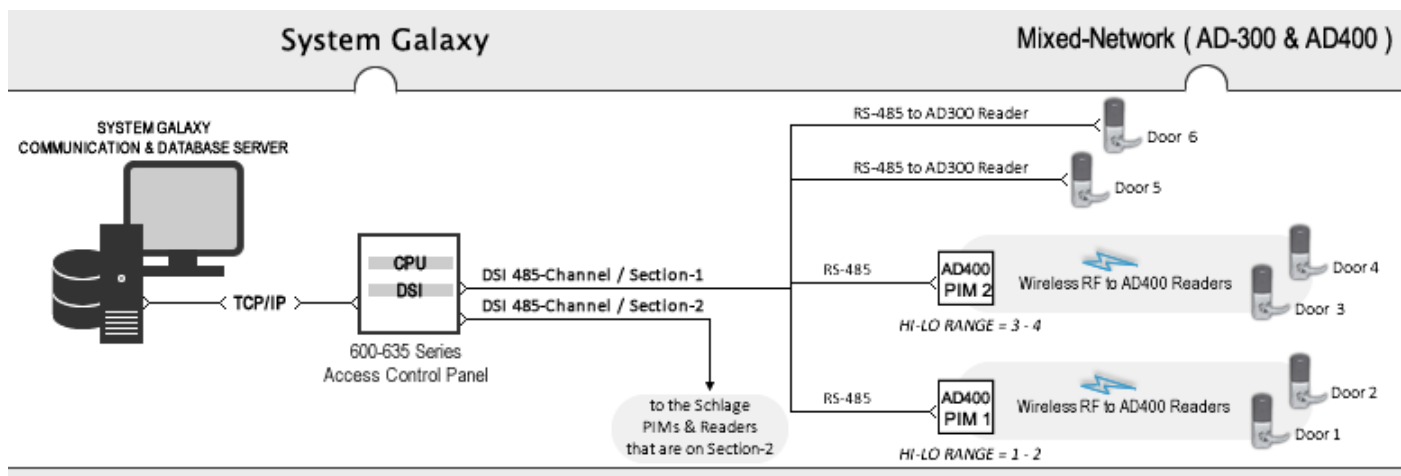 System Galaxy
Mixed-Network ( AD-300 & AD400 )
SYSTEM GALAXY
COMMUNICATION & DATABASE SERVER
TCP/IP
CPU
DSI
600-635 Series
Access Control Panel
DSI 485-Channel / Section-1
DSI 485-Channel / Section-2
to the Schlage
PIMs & Readers
that are on Section-2
RS-485 to AD300 Reader
Door 6
RS-485 to AD300 Reader
Door 5
RS-485
AD400
PIM 2
Wireless RF to AD400 Readers
Door 4
Door 3
HI-LO RANGE = 3 - 4
RS-485
AD400
PIM 1
Wireless RF to AD400 Readers
Door 2
Door 1
HI-LO RANGE = 1 - 2